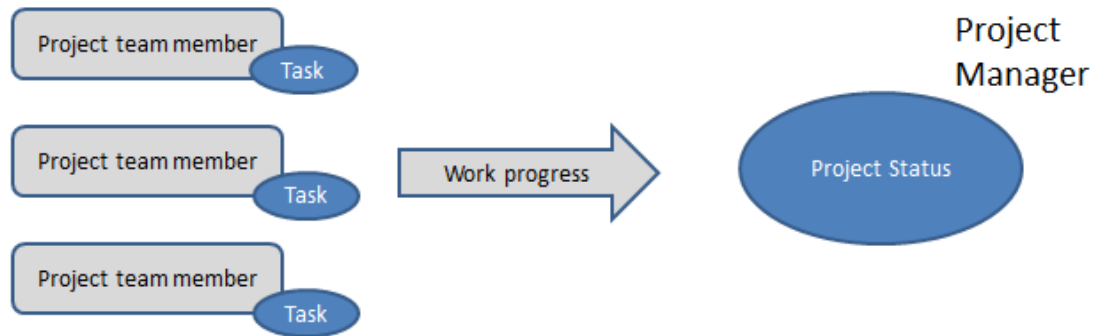 Project team member
Task
Project team member
Task
Project team member
Task
Work progress
Project
Manager
Project Status